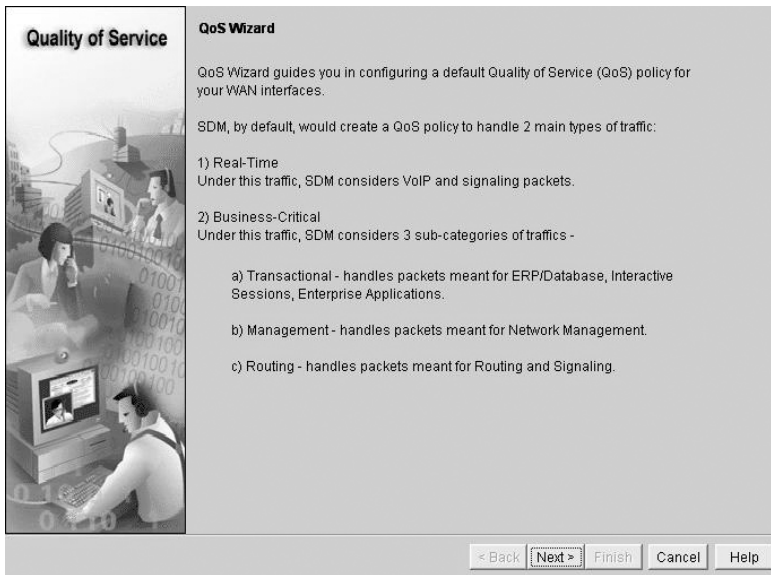 Quality of Service
QoS Wizard
QoS Wizard guides you in configuring a default Quality of Service (QoS) policy for
your WAN interfaces.
SDM, by default, would create a QoS policy to handle 2 main types of traffic:
1) Real-Time
Under this traffic, SDM considers VoIP and signaling packets.
2) Business-Critical
Under this traffic, SDM considers 3 sub-categories of traffics -
a) Transactional - handles packets meant for ERP/Database, Interactive
Sessions, Enterprise Applications.
b) Management - handles packets meant for Network Management.
c) Routing - handles packets meant for Routing and Signaling.
< Back Next > Finish Cancel Help